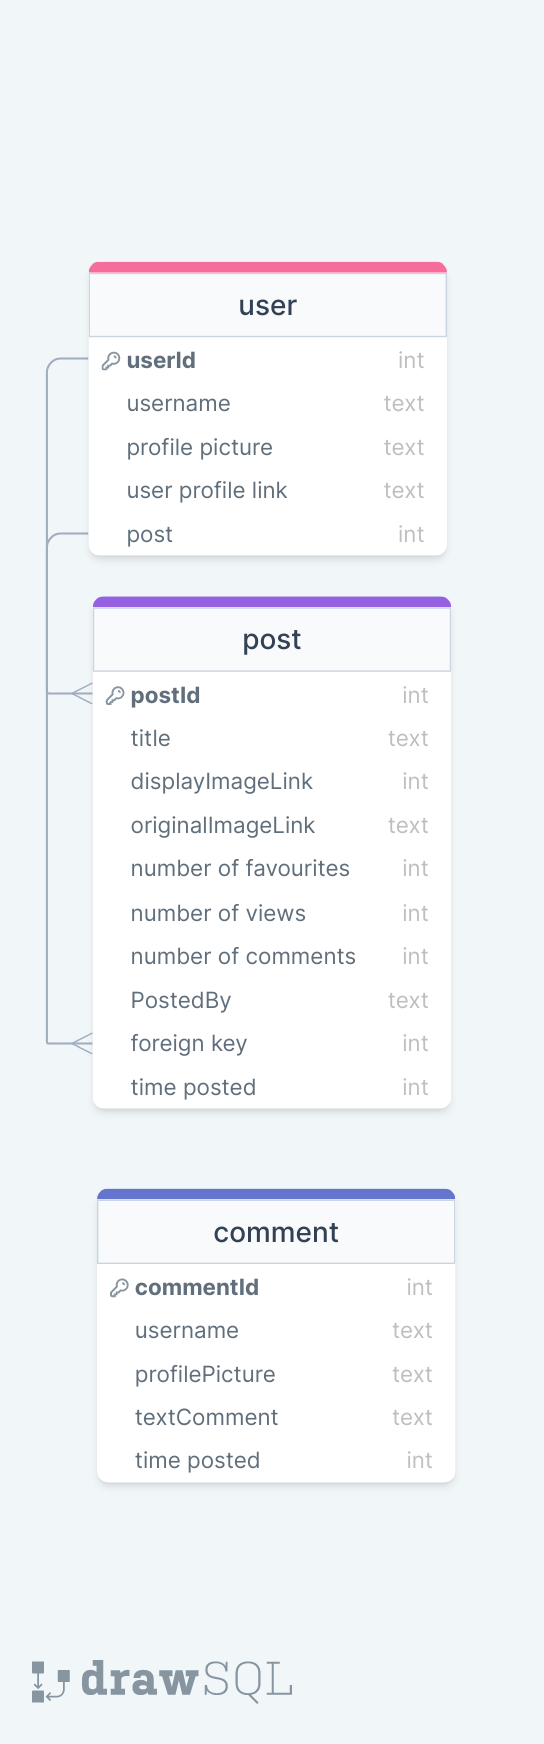 user
userId int
username text
profile picture text
user profile link text
post int
post
postId int
title text
displayImageLink int
originalImageLink text
number of favourites int
number of views int
number of comments int
PostedBy text
foreign key int
time posted int
comment
commentId int
username text
profilePicture text
textComment text
time posted int
drawSQL